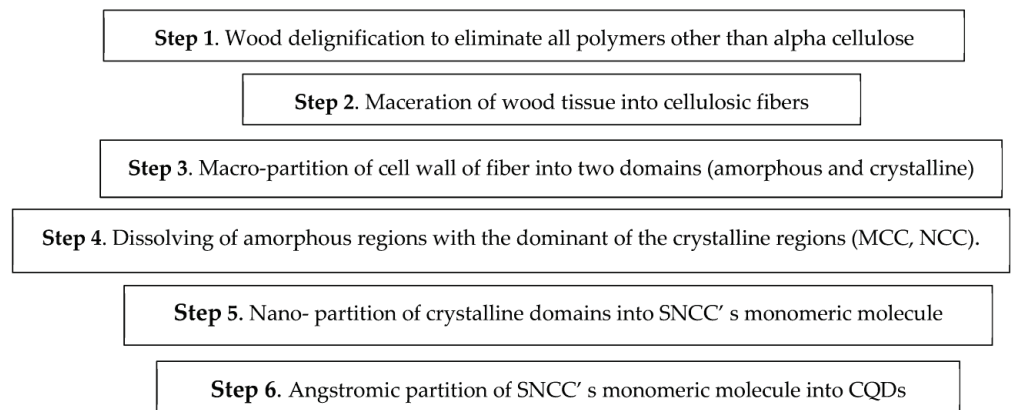 Step 1. Wood delignification to eliminate all polymers other than alpha cellulose
Step 2. Maceration of wood tissue into cellulosic fibers
Step 3. Macro-partition of cell wall of fiber into two domains (amorphous and crystalline)
Step 4. Dissolving of amorphous regions with the dominant of the crystalline regions (MCC, NCC).
Step 5. Nano- partition of crystalline domains into SNCC’ s monomeric molecule
Step 6. Angstromic partition of SNCC’ s monomeric molecule into CQDs